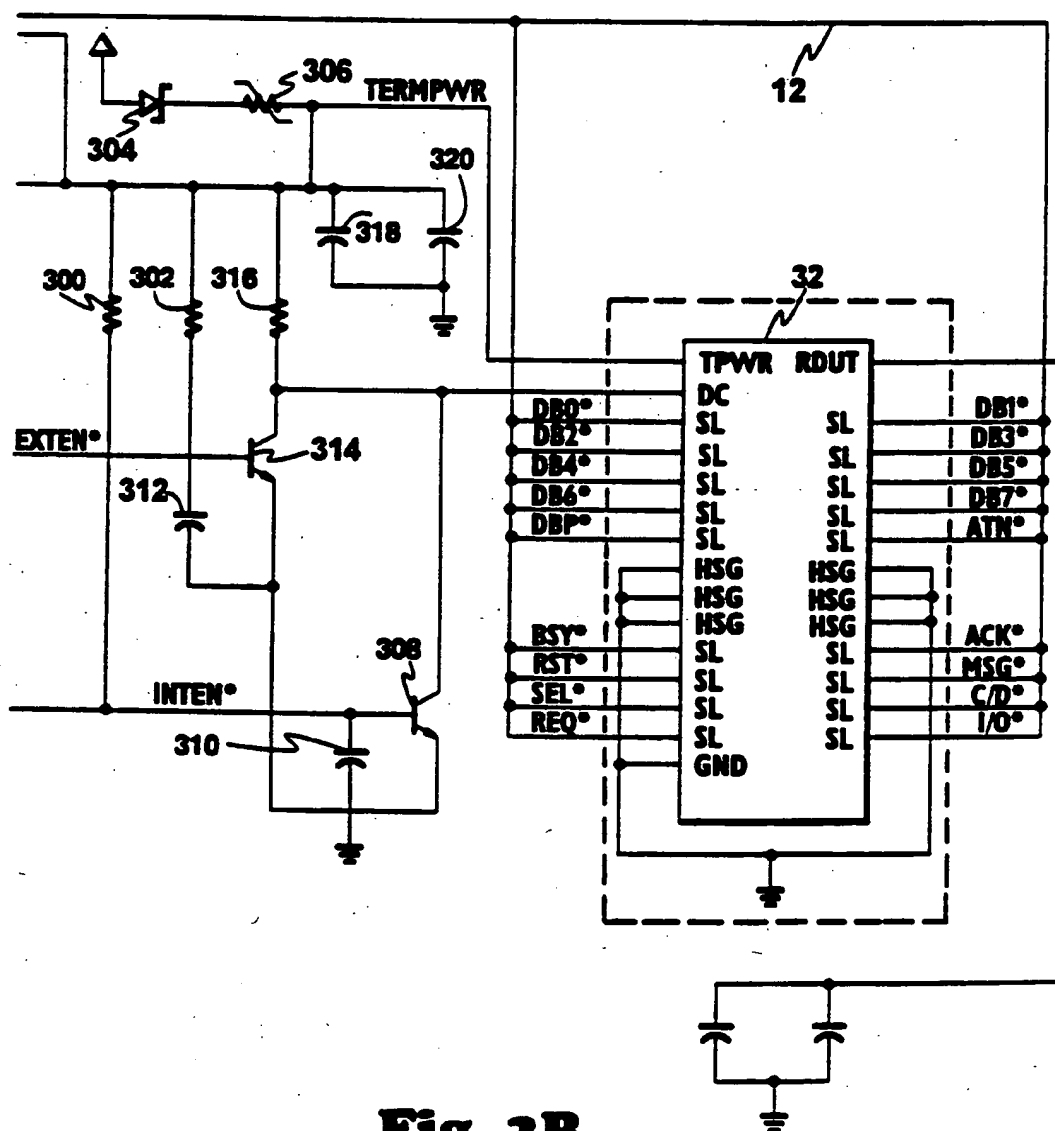 12
306
TERMPWR
304
320
318
300
302
316
32
TPWR RDUT
DC
DB0* SL SL DB1*
DB2* SL SL DB3*
DB4* SL SL DB5*
DB6* SL SL DB7*
DBP* SL SL ATN*
HSG HSG
HSG HSG
HSG HSG
BSY* SL SL ACK*
RST* SL SL MSG*
SEL* SL SL C/D*
REQ* SL SL I/O*
GND
EXTEN*
314
312
308
INTEN*
310